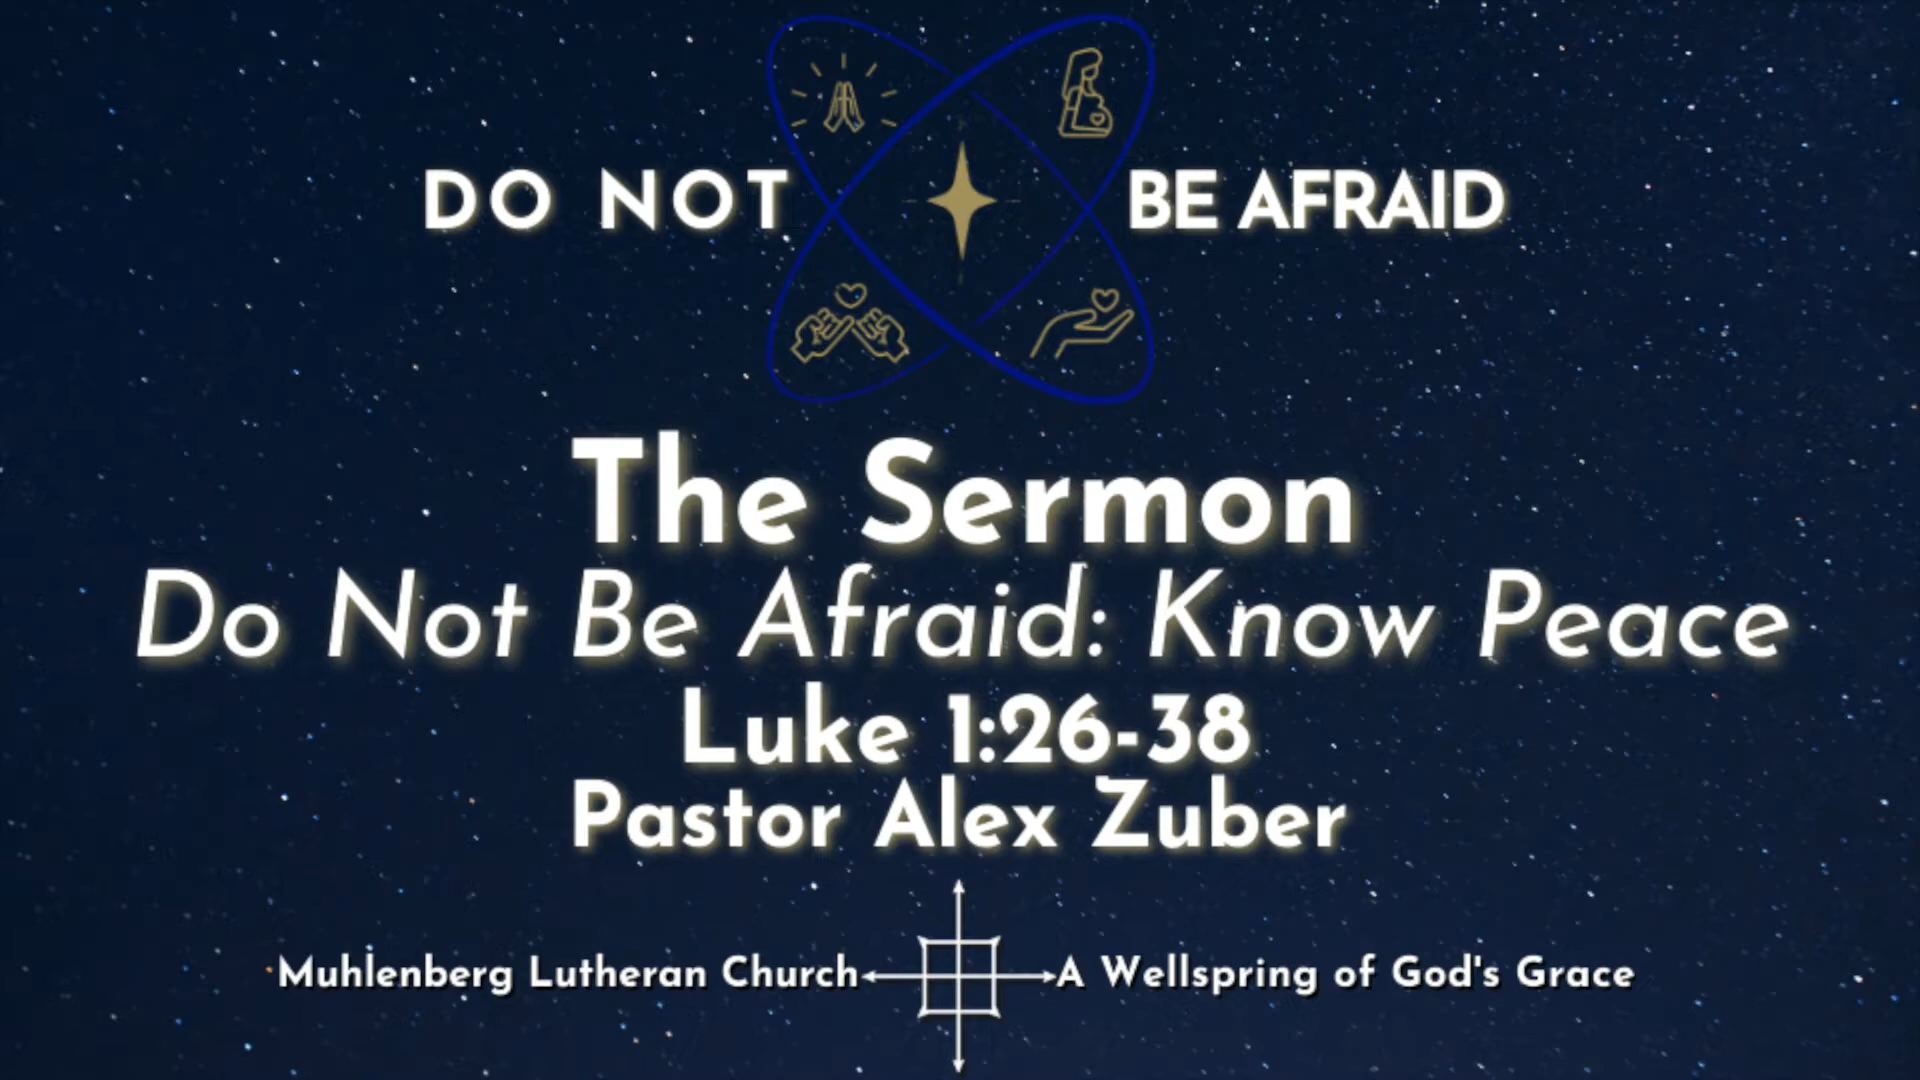 DO NOT BE AFRAID
The Sermon
Do Not Be Afraid: Know Peace
Luke 1:26-38
Pastor Alex Zuber
Muhlenberg Lutheran Church A Wellspring of God's Grace